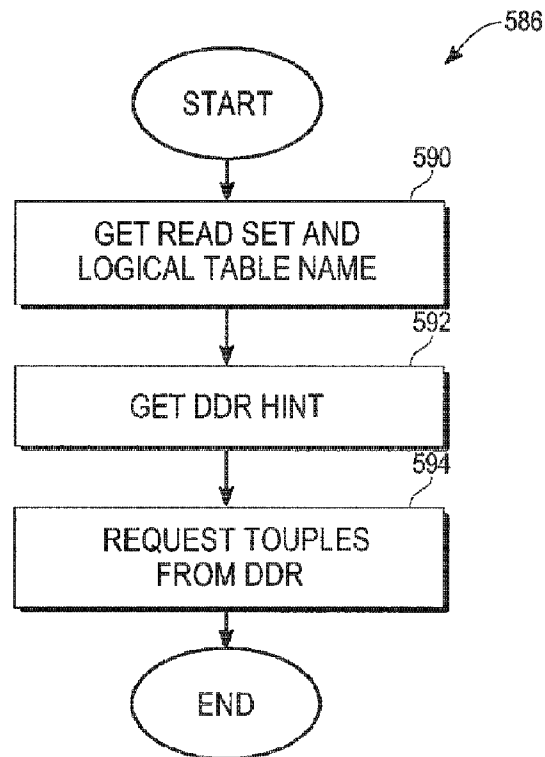 586
START
590
GET READ SET AND
LOGICAL TABLE NAME
592
GET DDR HINT
594
REQUEST TOUPLES
FROM DDR
END